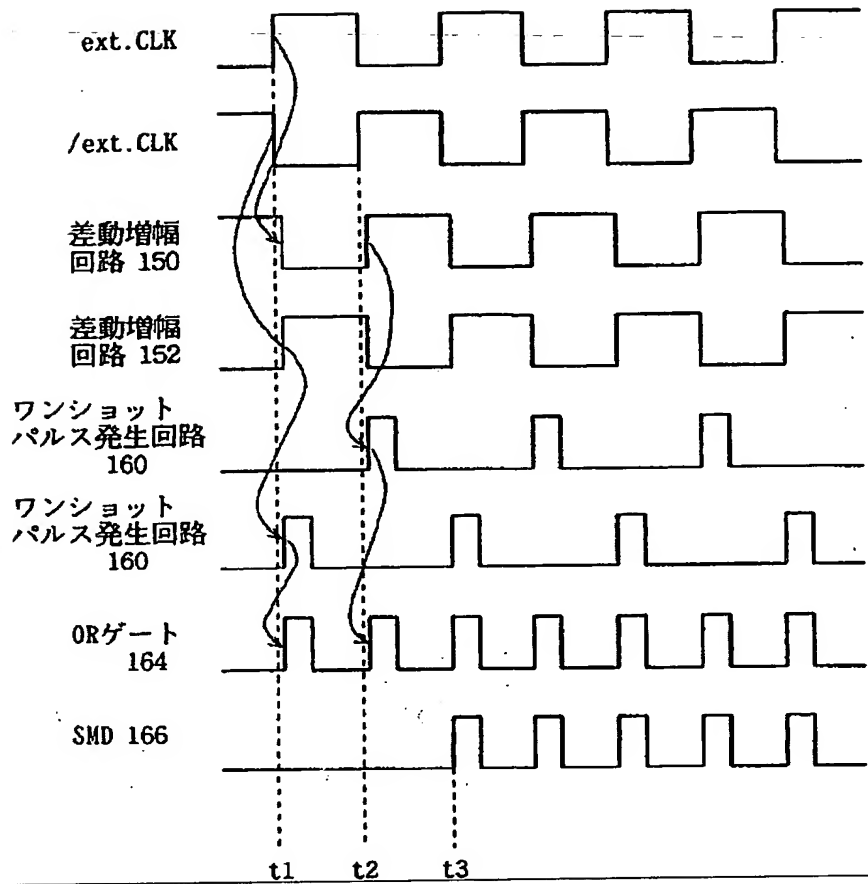 ext.CLK
/ext.CLK
差動増幅
回路 150
差動増幅
回路 152
ワンショット
パルス発生回路
160
ワンショット
パルス発生回路
160
ORゲート
164
SMD 166
t1
t2
t3